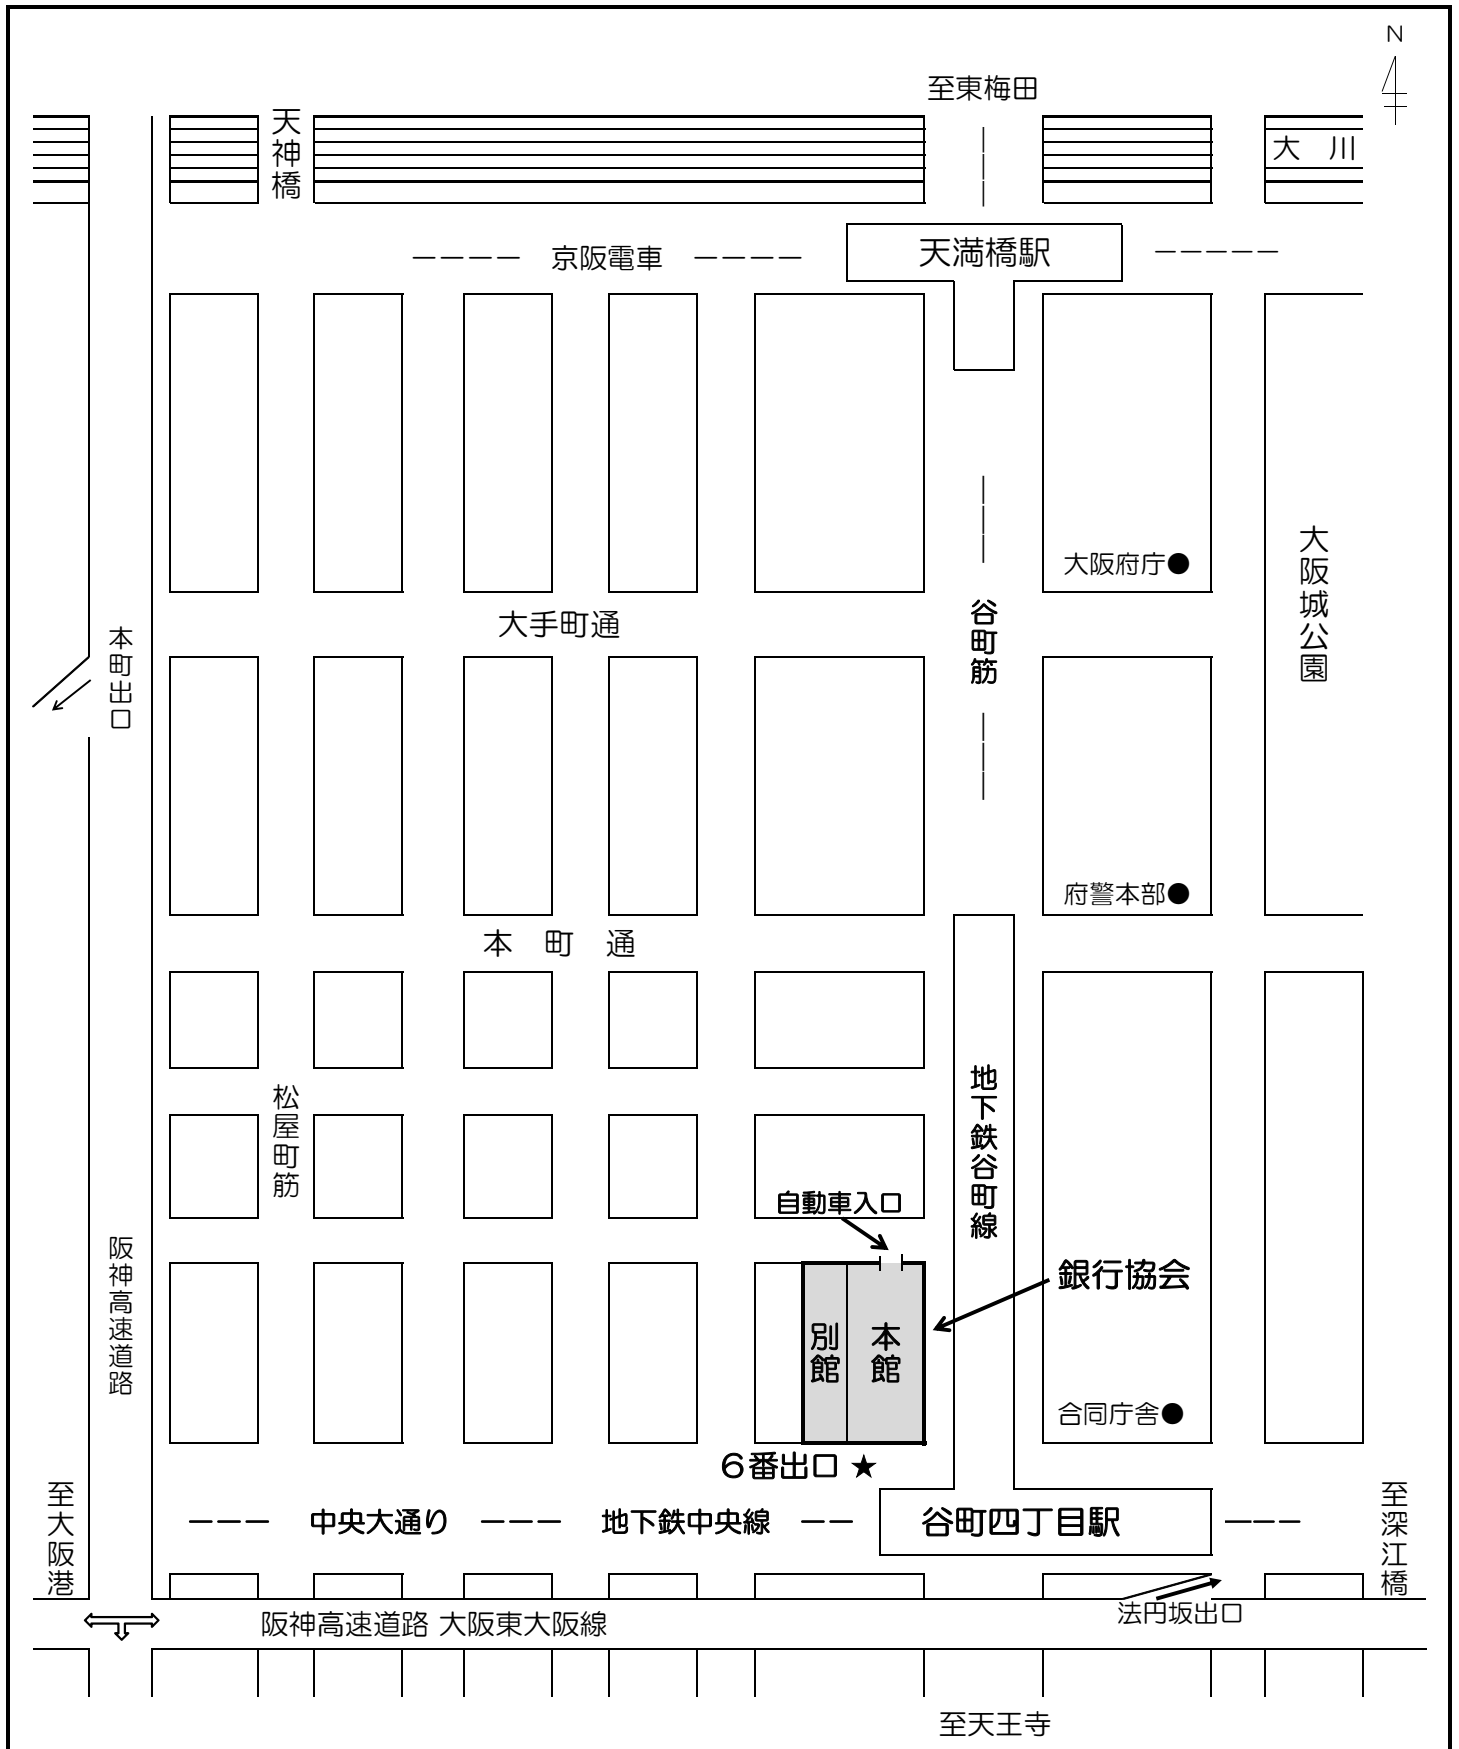 N
至東梅田
天神橋
大　川
京阪電車
天満橋駅
大阪府庁●
大阪城公園
大手町通
谷町筋
本町出口
府警本部●
本　町　通
地下鉄谷町線
松屋町筋
自動車入口
阪神高速道路
銀行協会
別館
本館
合同庁舎●
６番出口 ★
至大阪港
中央大通り
地下鉄中央線
谷町四丁目駅
至深江橋
阪神高速道路 大阪東大阪線
法円坂出口
至天王寺